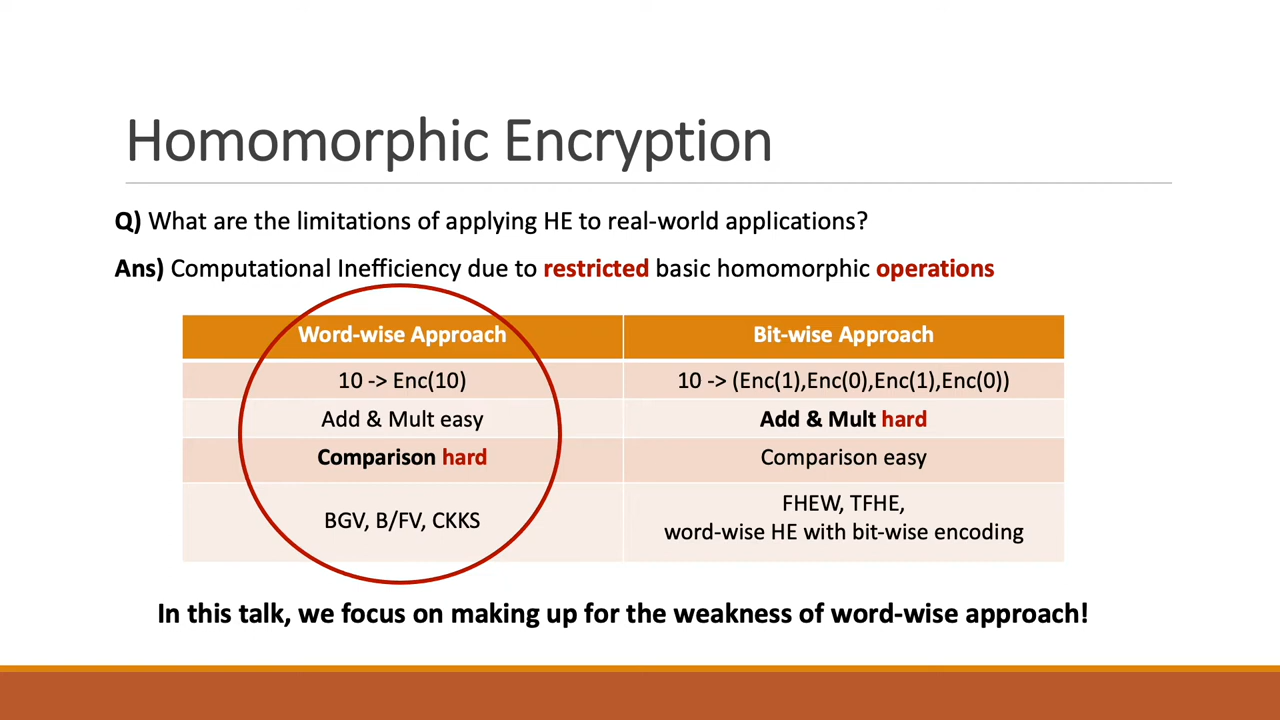 Homomorphic Encryption
Q) What are the limitations of applying HE to real-world applications?
Ans) Computational Inefficiency due to restricted basic homomorphic operations
Word-wise Approach
Bit-wise Approach
10 -> Enc(10)
10 -> (Enc(1),Enc(0),Enc(1),Enc(0))
Add & Mult easy
Add & Mult hard
Comparison hard
Comparison easy
BGV, B/FV, CKKS
FHEW, TFHE,
word-wise HE with bit-wise encoding
In this talk, we focus on making up for the weakness of word-wise approach!